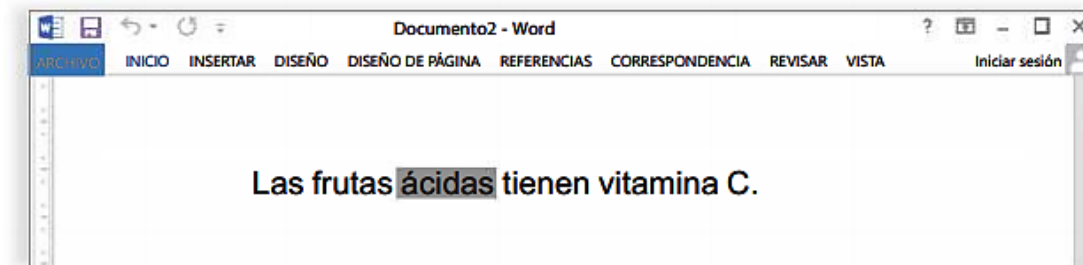 Documento2 - Word
?
ARCHIVO INICIO INSERTAR DISEÑO DISEÑO DE PÁGINA REFERENCIAS CORRESPONDENCIA REVISAR VISTA Iniciar sesión
Las frutas ácidas tienen vitamina C.